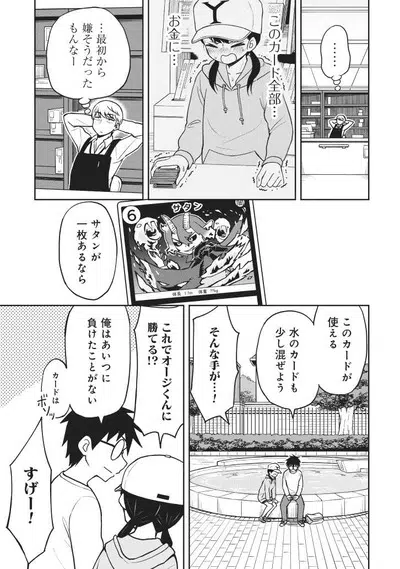 ………
このカード全部…
お金に…
…最初から
嫌そうだった
もんなー
6
サタン
サタンが
一枚あるなら
このカードが
使える
水のカードも
少し混ぜよう
そんな手が…！
これでオージくんに
勝てる!?
俺はあいつに
負けたことがない
カードは
ボソッ
すげー！